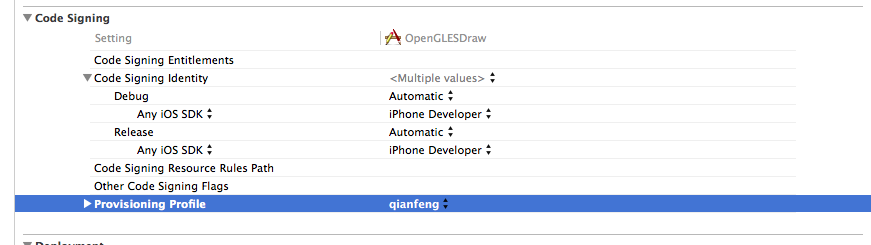 Code Signing
Setting OpenGLESDraw
Code Signing Entitlements
Code Signing Identity <Multiple values>
Debug Automatic
Any iOS SDK iPhone Developer
Release Automatic
Any iOS SDK iPhone Developer
Code Signing Resource Rules Path
Other Code Signing Flags
Provisioning Profile qianfeng
Deployment